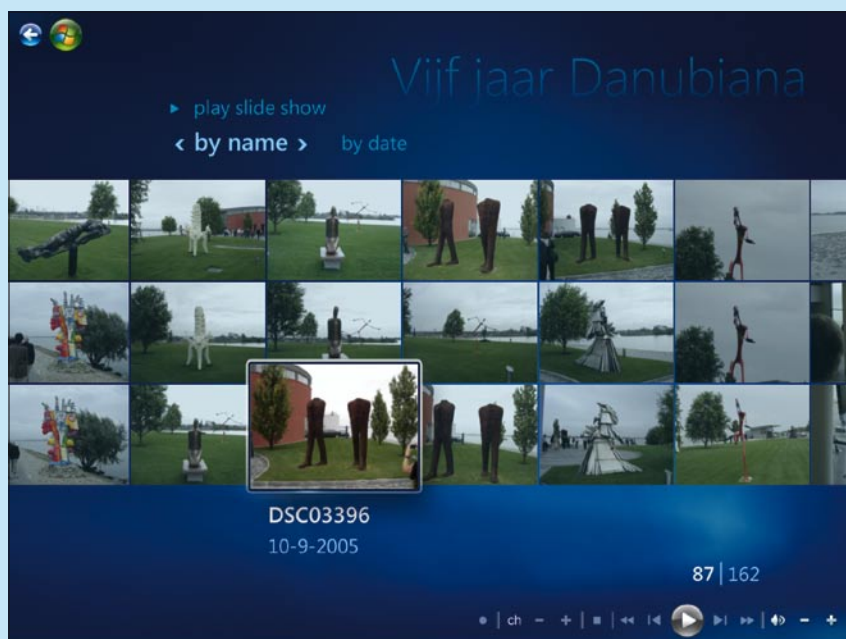 Vijf jaar Danubiana
play slide show
‹ by name › by date
DSC03396
10-9-2005
87 | 162
ch − +
− +